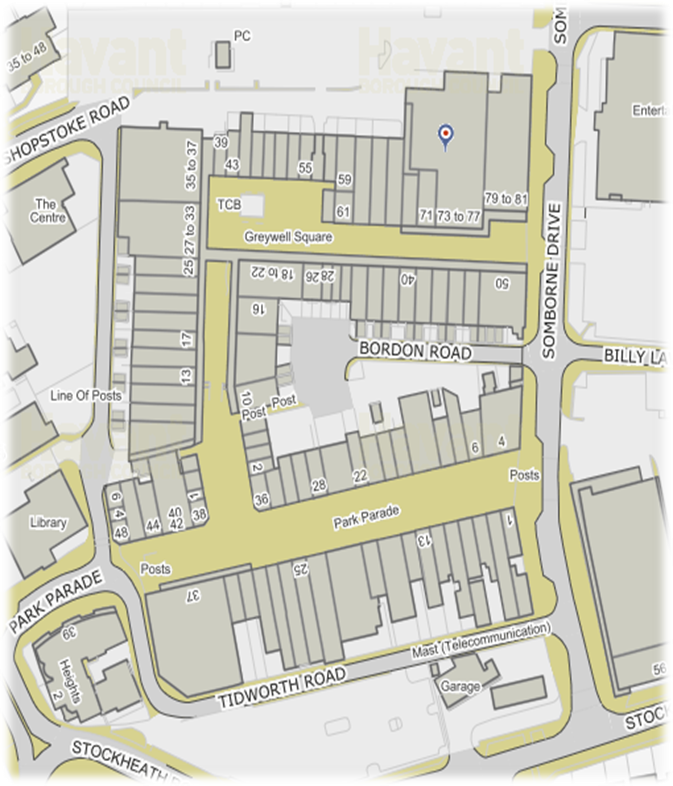 Havant
BOROUGH COUNCIL
Havant
BOROUGH COUNCIL
PC
SOM
35 to 48
SHOPSTOKE ROAD
Enterta
39
43
55
35 to 37
59
61
79 to 81
71
73 to 77
The
Centre
TCB
Greywell Square
27 to 33
25
18 to 22
26
28
40
50
SOMBORNE DRIVE
16
17
13
BORDON ROAD
BILLY LA
Line Of Posts
10
Post
Post
2
6
4
22
28
36
Posts
Park Parade
6
4
48
44
40
42
1
38
Library
1
13
25
37
Posts
PARK PARADE
39
Heights
2
Mast (Telecommunication)
TIDWORTH ROAD
Garage
56
STOCK
STOCKHEATH R